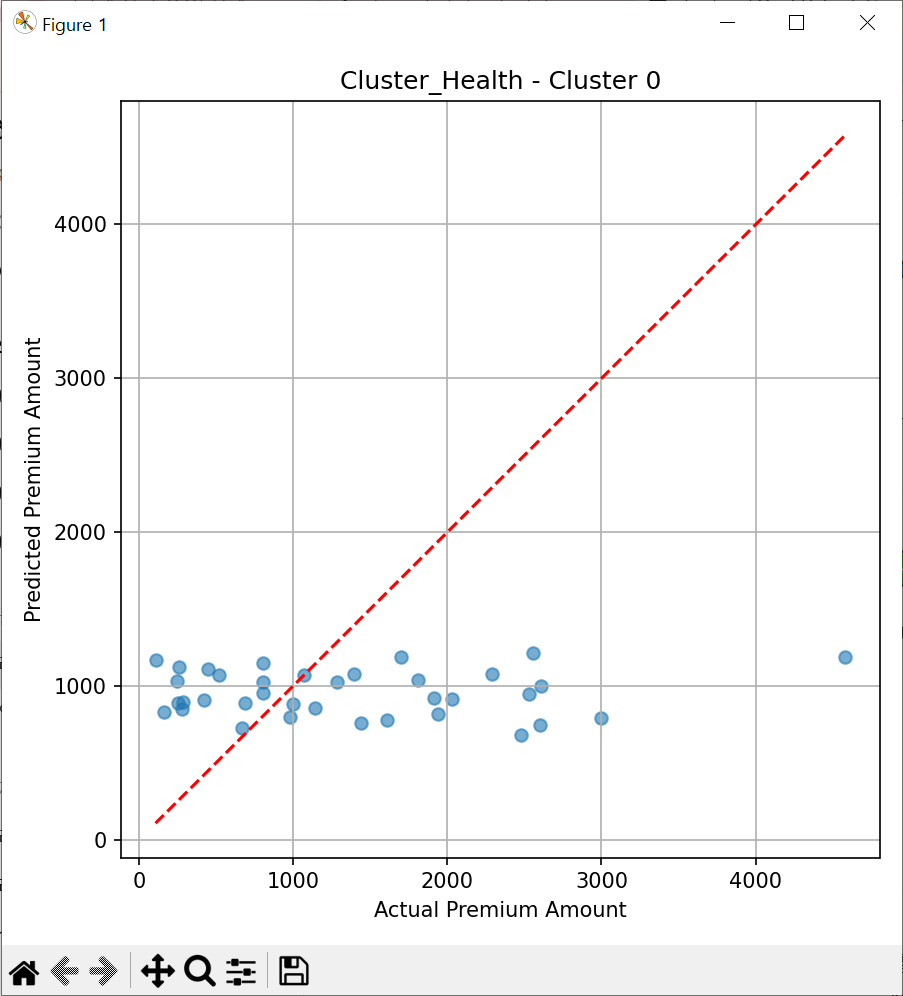 Figure 1
Cluster_Health - Cluster 0
Predicted Premium Amount
4000
3000
2000
1000
0
0 1000 2000 3000 4000
Actual Premium Amount